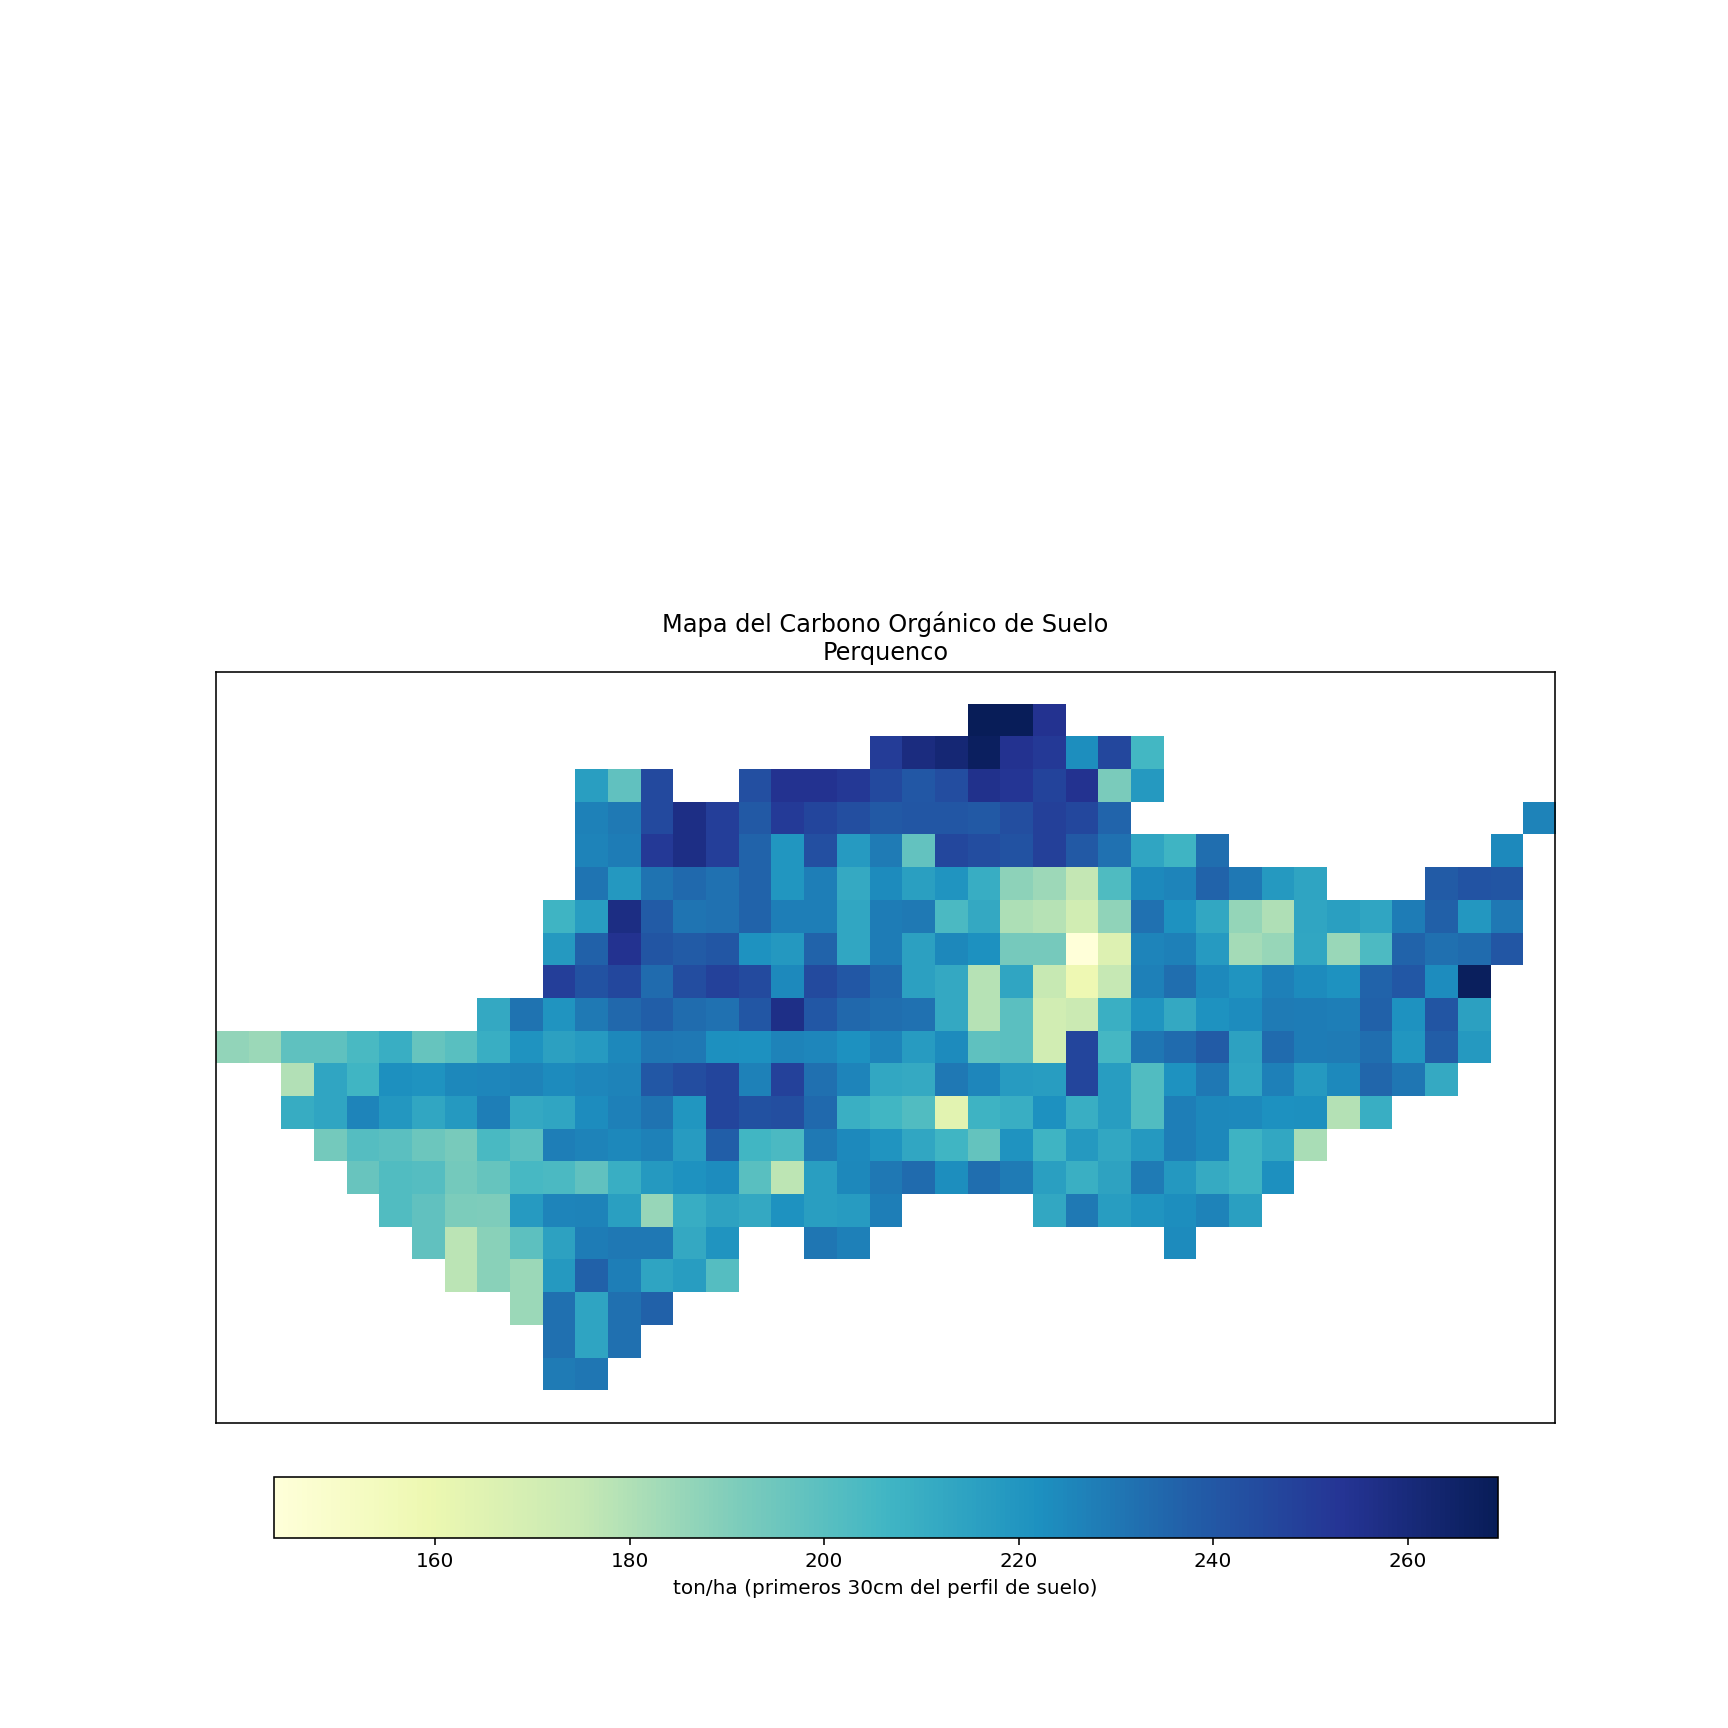 Mapa del Carbono Orgánico de Suelo
Perquenco
160 180 200 220 240 260
ton/ha (primeros 30cm del perfil de suelo)